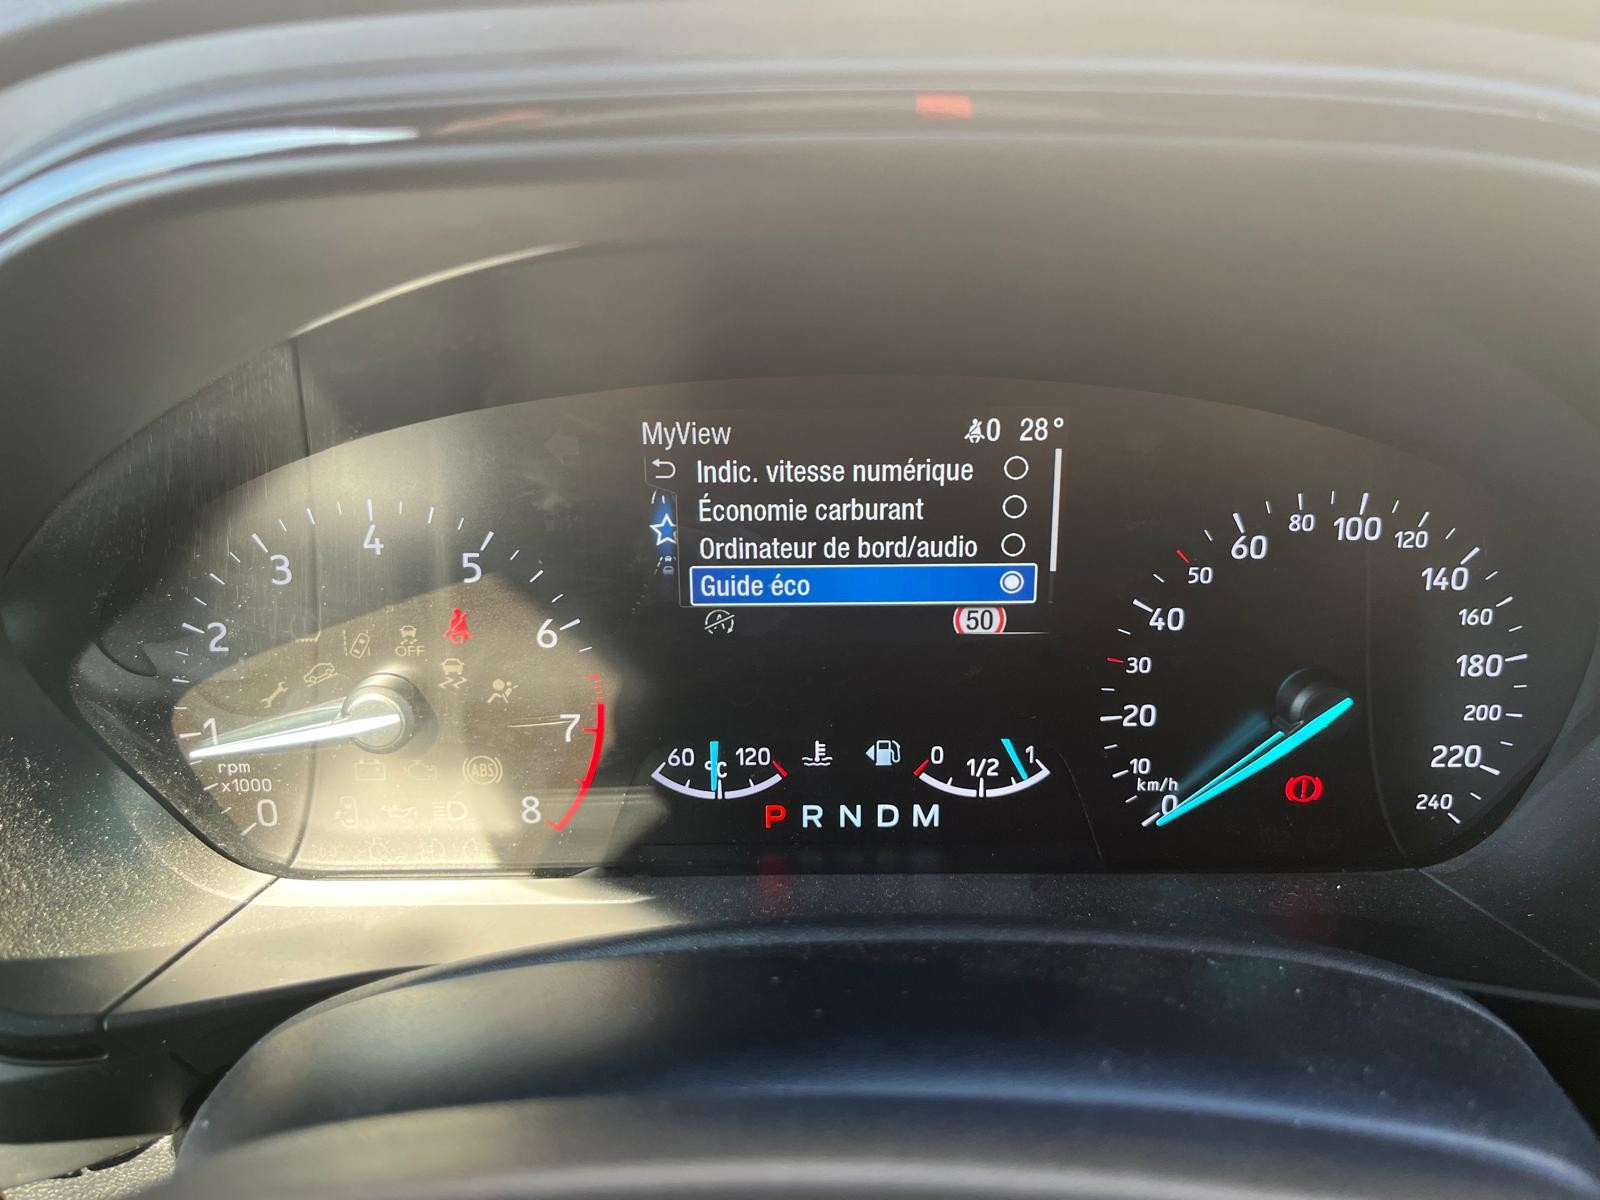 MyView 0 28°
Indic. vitesse numérique
Économie carburant
Ordinateur de bord/audio
Guide éco
50
0
1
2
3
4
5
6
7
8
rpm
x1000
OFF
ABS
60 °C 120
0 1/2 1
P R N D M
0
10
20
30
40
50
60
80
100
120
140
160
180
200
220
240
km/h